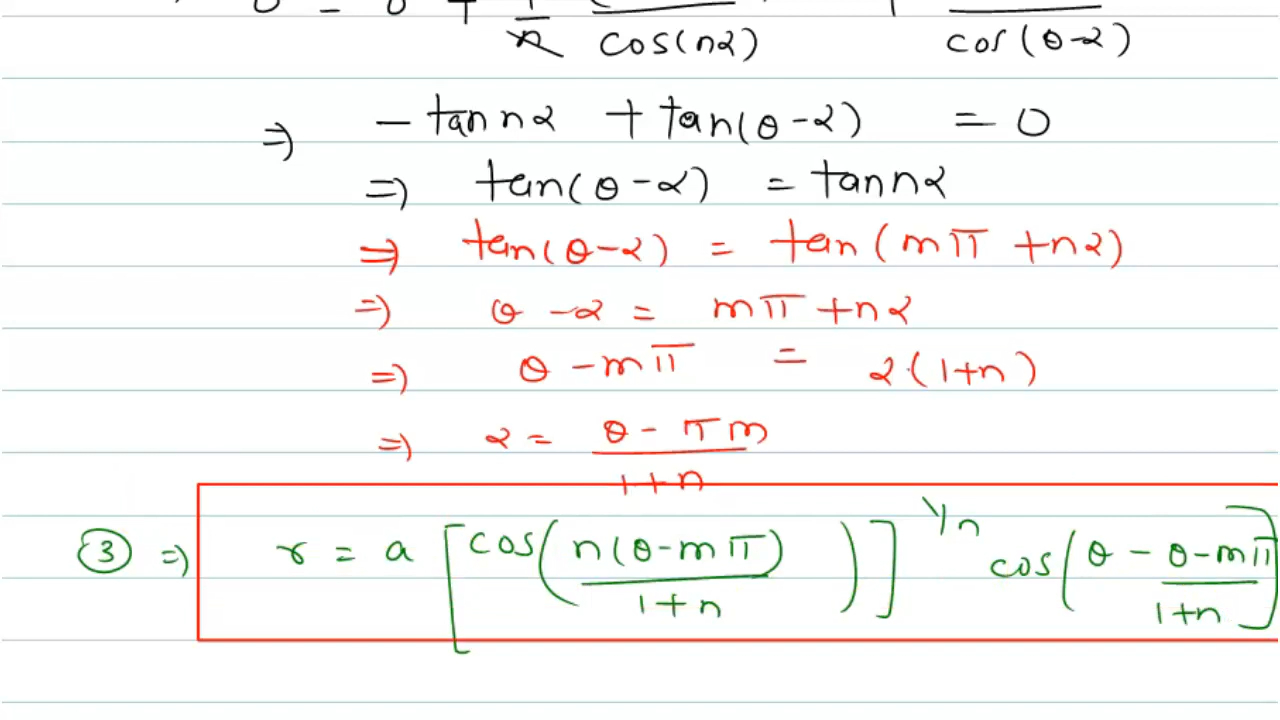 cos(nα) cos(θ-α)
⇒ - tan nα + tan(θ-α) = 0
⇒ tan(θ-α) = tan nα
⇒ tan(θ-α) = tan(mπ + nα)
⇒ θ - α = mπ + nα
⇒ θ - mπ = α(1+n)
⇒ α = (θ - πm)/(1+n)
③ ⇒ r = a [cos(n(θ-mπ)/(1+n))]^1/n cos(θ - (θ-mπ)/(1+n))